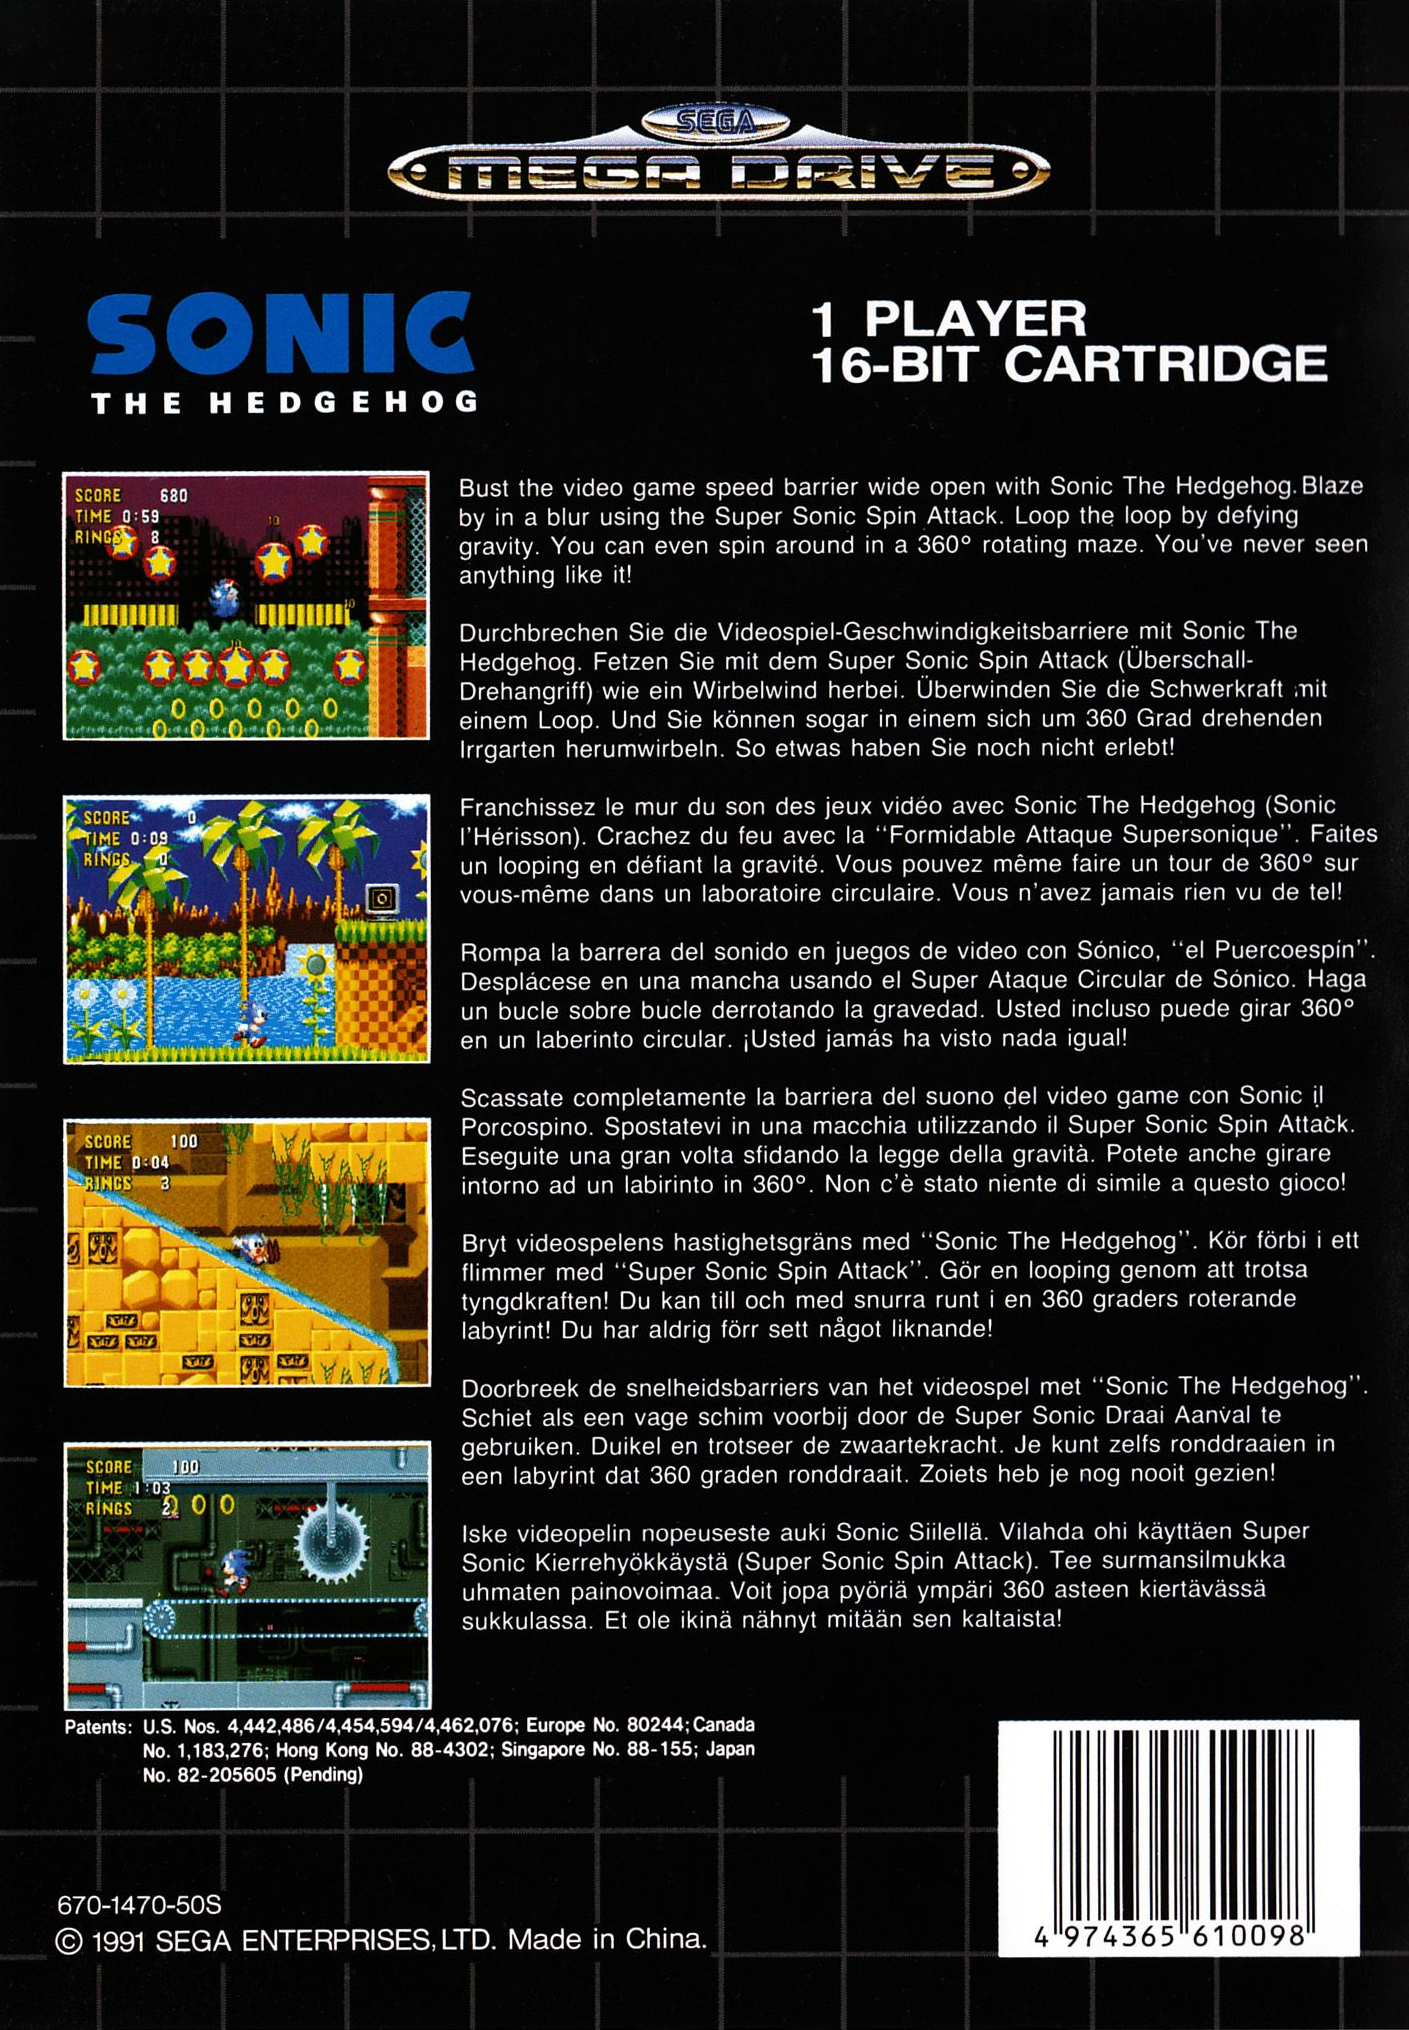 SEGA
MEGA DRIVE
SONIC
THE HEDGEHOG
1 PLAYER
16-BIT CARTRIDGE
SCORE 680
TIME 0:59
RINGS 8
10
10
10
SCORE 0
TIME 0:09
RINGS 0
SCORE 100
TIME 0:04
RINGS 3
SCORE 100
TIME 1:03
RINGS 2
Bust the video game speed barrier wide open with Sonic The Hedgehog. Blaze
by in a blur using the Super Sonic Spin Attack. Loop the loop by defying
gravity. You can even spin around in a 360° rotating maze. You've never seen
anything like it!
Durchbrechen Sie die Videospiel-Geschwindigkeitsbarriere mit Sonic The
Hedgehog. Fetzen Sie mit dem Super Sonic Spin Attack (Überschall-
Drehangriff) wie ein Wirbelwind herbei. Überwinden Sie die Schwerkraft mit
einem Loop. Und Sie können sogar in einem sich um 360 Grad drehenden
Irrgarten herumwirbeln. So etwas haben Sie noch nicht erlebt!
Franchissez le mur du son des jeux vidéo avec Sonic The Hedgehog (Sonic
l'Hérisson). Crachez du feu avec la "Formidable Attaque Supersonique". Faites
un looping en défiant la gravité. Vous pouvez même faire un tour de 360° sur
vous-même dans un laboratoire circulaire. Vous n'avez jamais rien vu de tel!
Rompa la barrera del sonido en juegos de video con Sónico, "el Puercoespín".
Desplácese en una mancha usando el Super Ataque Circular de Sónico. Haga
un bucle sobre bucle derrotando la gravedad. Usted incluso puede girar 360°
en un laberinto circular. ¡Usted jamás ha visto nada igual!
Scassate completamente la barriera del suono del video game con Sonic il
Porcospino. Spostatevi in una macchia utilizzando il Super Sonic Spin Attack.
Eseguite una gran volta sfidando la legge della gravità. Potete anche girare
intorno ad un labirinto in 360°. Non c'è stato niente di simile a questo gioco!
Bryt videospelens hastighetsgräns med "Sonic The Hedgehog". Kör förbi i ett
flimmer med "Super Sonic Spin Attack". Gör en looping genom att trotsa
tyngdkraften! Du kan till och med snurra runt i en 360 graders roterande
labyrint! Du har aldrig förr sett något liknande!
Doorbreek de snelheidsbarriers van het videospel met "Sonic The Hedgehog".
Schiet als een vage schim voorbij door de Super Sonic Draai Aanval te
gebruiken. Duikel en trotseer de zwaartekracht. Je kunt zelfs ronddraaien in
een labyrint dat 360 graden ronddraait. Zoiets heb je nog nooit gezien!
Iske videopelin nopeuseste auki Sonic Siilellä. Vilahda ohi käyttäen Super
Sonic Kierrehyökkäystä (Super Sonic Spin Attack). Tee surmansilmukka
uhmaten painovoimaa. Voit jopa pyöriä ympäri 360 asteen kiertävässä
sukkulassa. Et ole ikinä nähnyt mitään sen kaltaista!
Patents: U.S. Nos. 4,442,486/4,454,594/4,462,076; Europe No. 80244; Canada
No. 1,183,276; Hong Kong No. 88-4302; Singapore No. 88-155; Japan
No. 82-205605 (Pending)
670-1470-50S
© 1991 SEGA ENTERPRISES, LTD. Made in China.
4 974365 610098